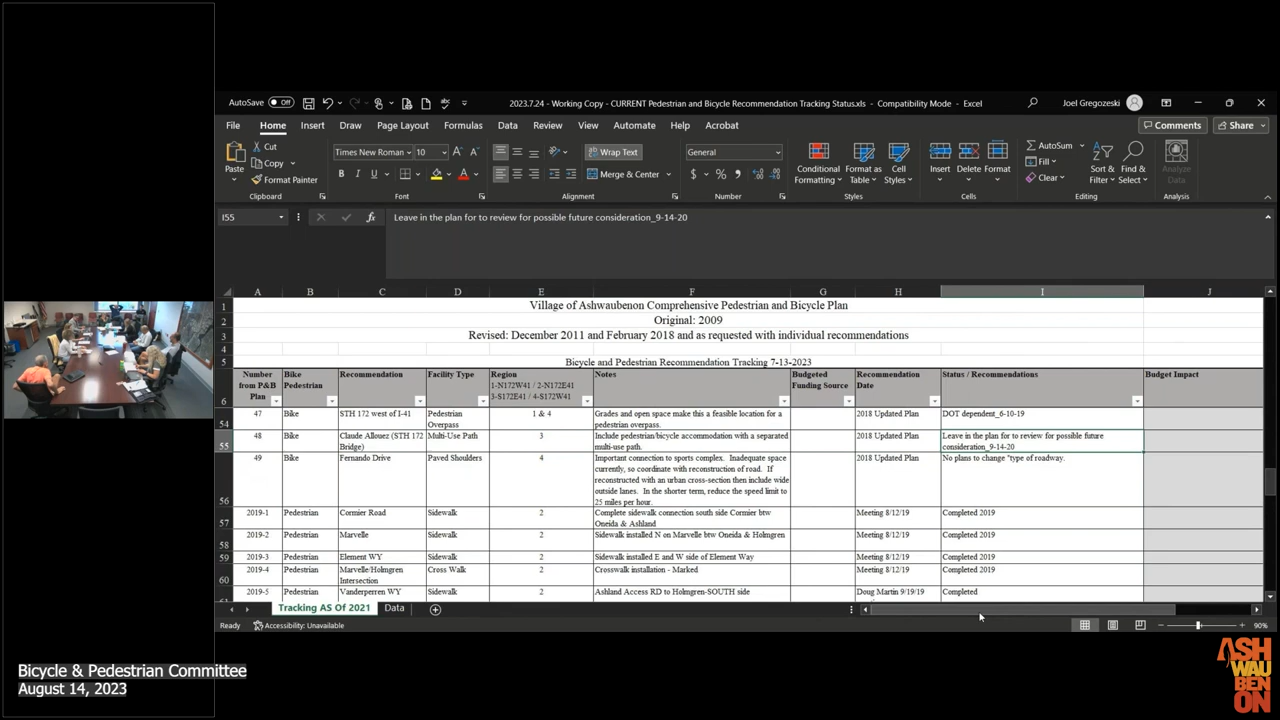 AutoSave Off 2023.7.24 - Working Copy - CURRENT Pedestrian and Bicycle Recommendation Tracking Status.xls - Compatibility Mode - Excel Joel Gregozeski
File Home Insert Draw Page Layout Formulas Data Review View Automate Help Acrobat Comments Share
Paste Cut Copy Format Painter
Times New Roman 10 Wrap Text General AutoSum
B I U A Merge & Center $ % Fill Clear
Conditional Formatting Format as Table Cell Styles Insert Delete Format Sort & Filter Find & Select Analyze Data
Clipboard Font Alignment Number Styles Cells Editing Analysis
I55 fx Leave in the plan for to review for possible future consideration_9-14-20
A B C D E F G H I J
1 Village of Ashwaubenon Comprehensive Pedestrian and Bicycle Plan
2 Original: 2009
3 Revised: December 2011 and February 2018 and as requested with individual recommendations
4
5 Bicycle and Pedestrian Recommendation Tracking 7-13-2023
Number Bike Recommendation Facility Type Region Notes Budgeted Recommendation Status / Recommendations Budget Impact
from P&B Pedestrian 1-N172W41 / 2-N172E41 Funding Source Date
6 Plan 3-S172E41 / 4-S172W41
47 Bike STH 172 west of I-41 Pedestrian 1 & 4 Grades and open space make this a feasible location for a 2018 Updated Plan DOT dependent_6-10-19
54 Overpass pedestrian overpass.
48 Bike Claude Allouez (STH 172 Multi-Use Path 3 Include pedestrian/bicycle accommodation with a separated 2018 Updated Plan Leave in the plan for to review for possible future
55 Bridge) multi-use path. consideration_9-14-20
49 Bike Fernando Drive Paved Shoulders 4 Important connection to sports complex. Inadequate space 2018 Updated Plan No plans to change "type of roadway.
currently, so coordinate with reconstruction of road. If
reconstructed with an urban cross-section then include wide
outside lanes. In the shorter term, reduce the speed limit to
56 25 miles per hour.
2019-1 Pedestrian Cormier Road Sidewalk 2 Complete sidewalk connection south side Cormier btw Meeting 8/12/19 Completed 2019
57 Oneida & Ashland
58 2019-2 Pedestrian Marvelle Sidewalk 2 Sidewalk installed N on Marvelle btw Oneida & Holmgren Meeting 8/12/19 Completed 2019
59 2019-3 Pedestrian Element WY Sidewalk 2 Sidewalk installed E and W side of Element Way Meeting 8/12/19 Completed 2019
2019-4 Pedestrian Marvelle/Holmgren Cross Walk 2 Crosswalk installation - Marked Meeting 8/12/19 Completed 2019
60 Intersection
2019-5 Pedestrian Vanderperren WY Sidewalk 2 Ashland Access RD to Holmgren-SOUTH side Doug Martin 9/19/19 Completed
Tracking AS Of 2021 Data
Ready Accessibility: Unavailable 90%
Bicycle & Pedestrian Committee
August 14, 2023
ASH
WAU
BEN
ON